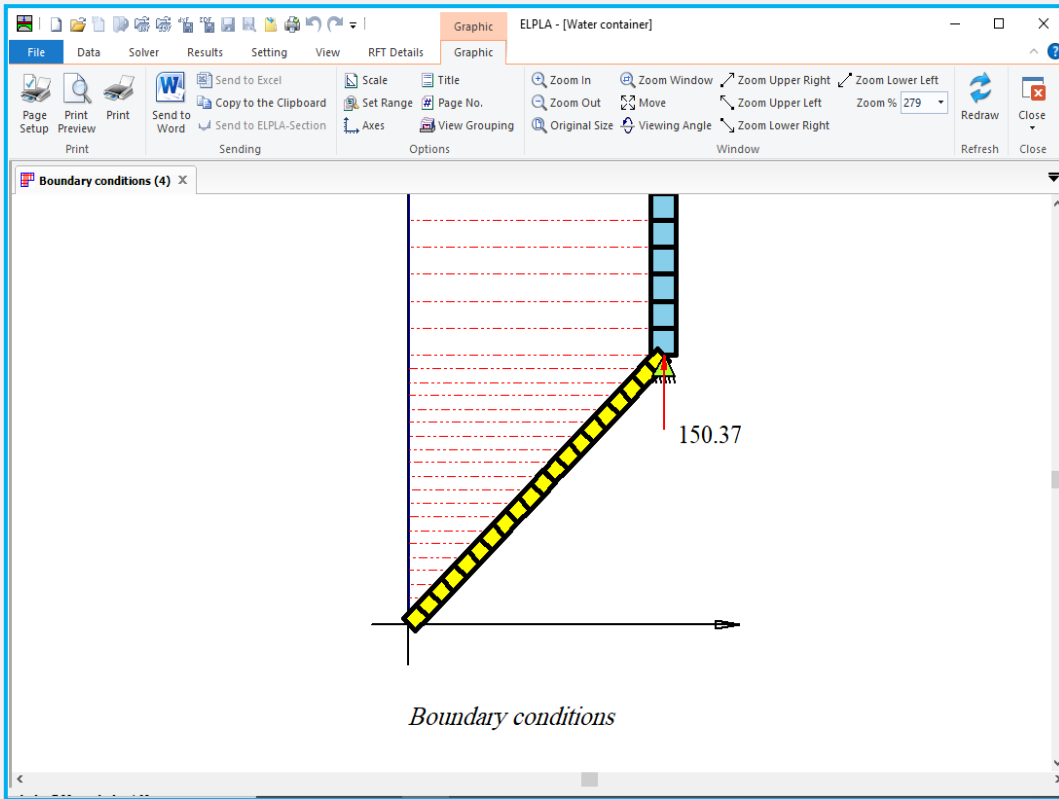 Graphic
ELPLA - [Water container]
File Data Solver Results Setting View RFT Details Graphic
Page Setup
Print Preview
Print
Print
Send to Word
Send to Excel
Copy to the Clipboard
Send to ELPLA-Section
Sending
Scale
Set Range
Axes
Title
Page No.
View Grouping
Options
Zoom In
Zoom Out
Original Size
Zoom Window
Move
Viewing Angle
Zoom Upper Right
Zoom Upper Left
Zoom Lower Right
Zoom Lower Left
Zoom % 279
Window
Redraw
Refresh
Close
Close
Boundary conditions (4) X
150.37
Boundary conditions